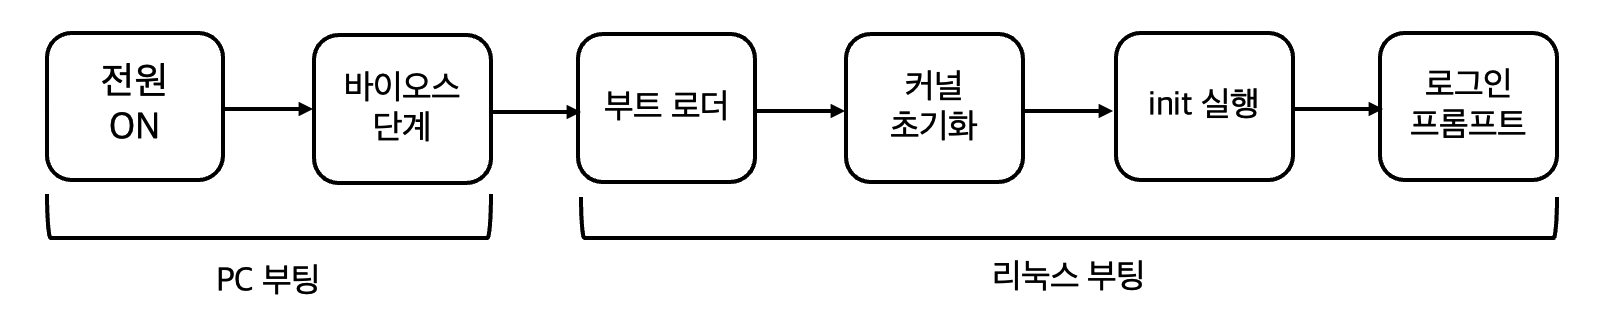 전원
ON
바이오스
단계
부트 로더
커널
초기화
init 실행
로그인
프롬프트
PC 부팅
리눅스 부팅